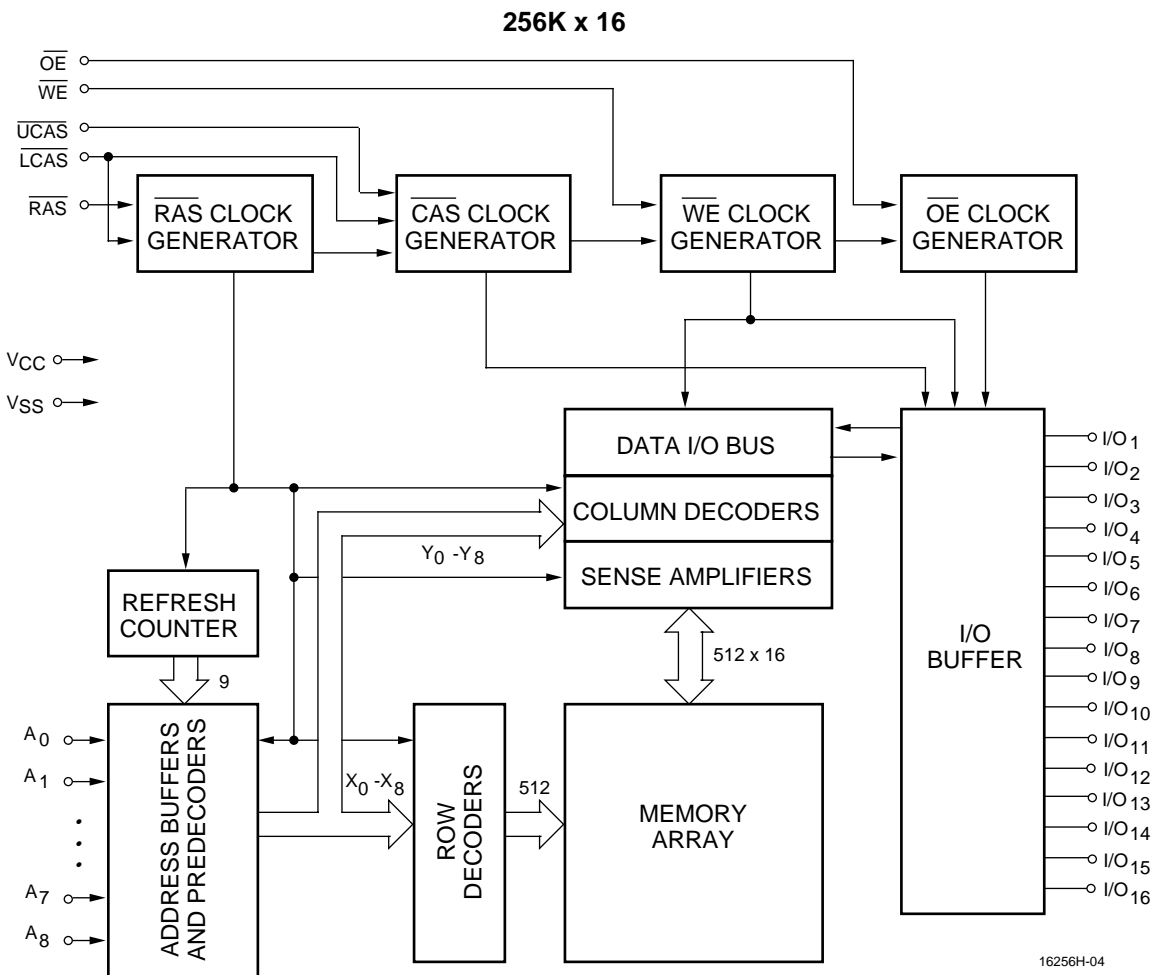 256K x 16
OE
WE
UCAS
LCAS
RAS
RAS CLOCK
GENERATOR
CAS CLOCK
GENERATOR
WE CLOCK
GENERATOR
OE CLOCK
GENERATOR
VCC
VSS
DATA I/O BUS
COLUMN DECODERS
SENSE AMPLIFIERS
Y0 -Y8
REFRESH
COUNTER
9
512 x 16
I/O
BUFFER
I/O1
I/O2
I/O3
I/O4
I/O5
I/O6
I/O7
I/O8
I/O9
I/O10
I/O11
I/O12
I/O13
I/O14
I/O15
I/O16
A0
A1
A7
A8
ADDRESS BUFFERS
AND PREDECODERS
X0 -X8
ROW
DECODERS
512
MEMORY
ARRAY
16256H-04